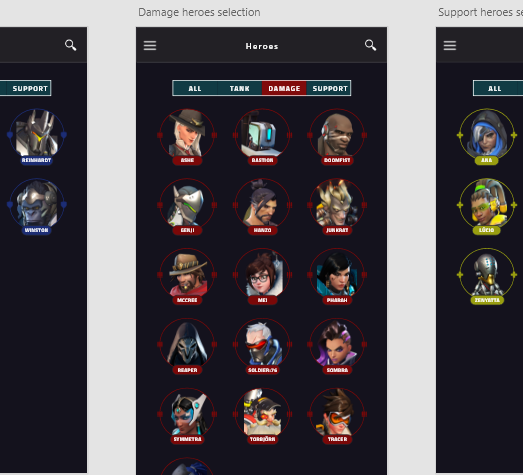 Damage heroes selection
Support heroes se
Heroes
SUPPORT
ALL TANK DAMAGE SUPPORT
ALL
REINHARDT
ASHE BASTION DOOMFIST
ANA
WINSTON
GENJI HANZO JUNKRAT
LÚCIO
MCCREE MEI PHARAH
ZENYATTA
REAPER SOLDIER:76 SOMBRA
SYMMETRA TORBJÖRN TRACER